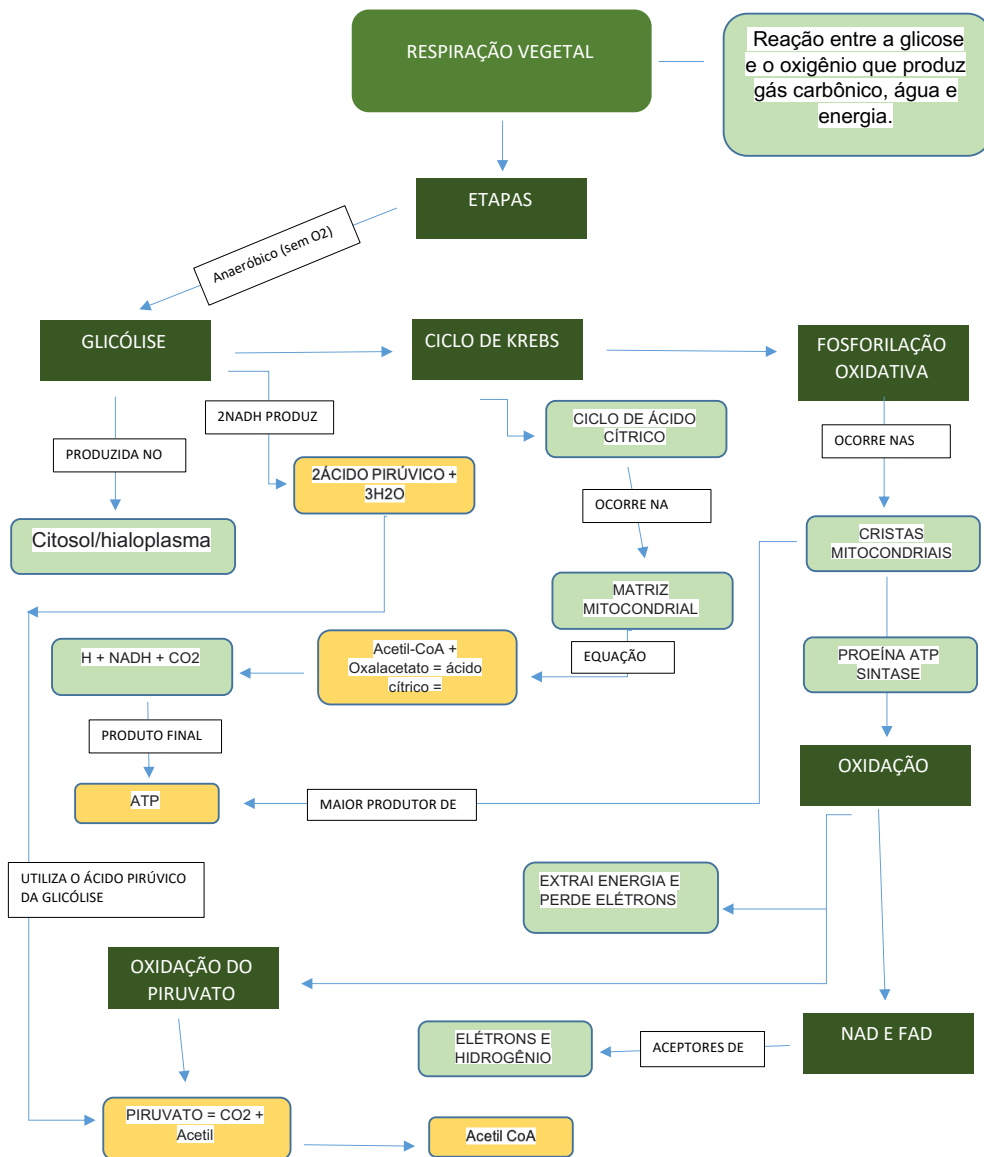 RESPIRAÇÃO VEGETAL
Reação entre a glicose
e o oxigênio que produz
gás carbônico, água e
energia.
ETAPAS
Anaeróbico (sem O2)
GLICÓLISE
CICLO DE KREBS
FOSFORILAÇÃO
OXIDATIVA
2NADH PRODUZ
CICLO DE ÁCIDO
CÍTRICO
OCORRE NAS
PRODUZIDA NO
2ÁCIDO PIRÚVICO +
3H2O
OCORRE NA
Citosol/hialoplasma
CRISTAS
MITOCONDRIAIS
MATRIZ
MITOCONDRIAL
H + NADH + CO2
Acetil-CoA +
Oxalacetato = ácido
cítrico =
EQUAÇÃO
PROEÍNA ATP
SINTASE
PRODUTO FINAL
OXIDAÇÃO
ATP
MAIOR PRODUTOR DE
UTILIZA O ÁCIDO PIRÚVICO
DA GLICÓLISE
EXTRAI ENERGIA E
PERDE ELÉTRONS
OXIDAÇÃO DO
PIRUVATO
ELÉTRONS E
HIDROGÊNIO
ACEPTORES DE
NAD E FAD
PIRUVATO = CO2 +
Acetil
Acetil CoA